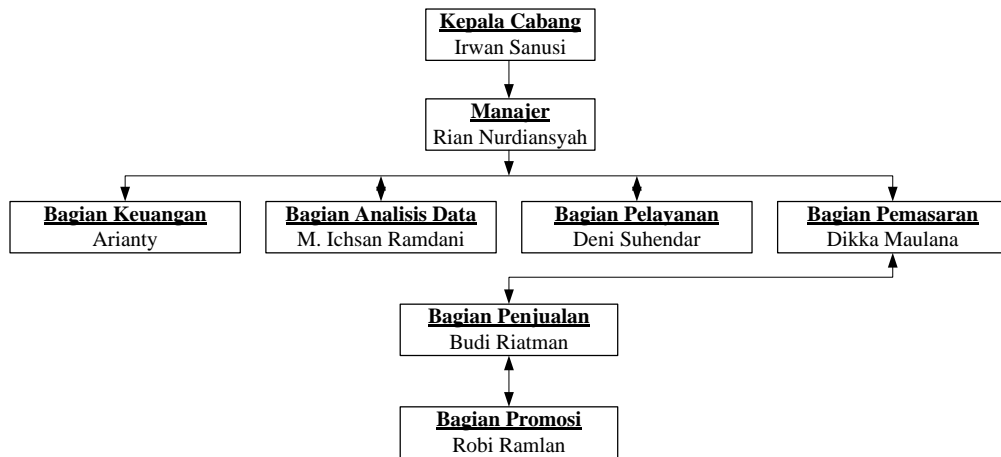 Kepala Cabang
Irwan Sanusi
Manajer
Rian Nurdiansyah
Bagian Keuangan
Arianty
Bagian Analisis Data
M. Ichsan Ramdani
Bagian Pelayanan
Deni Suhendar
Bagian Pemasaran
Dikka Maulana
Bagian Penjualan
Budi Riatman
Bagian Promosi
Robi Ramlan